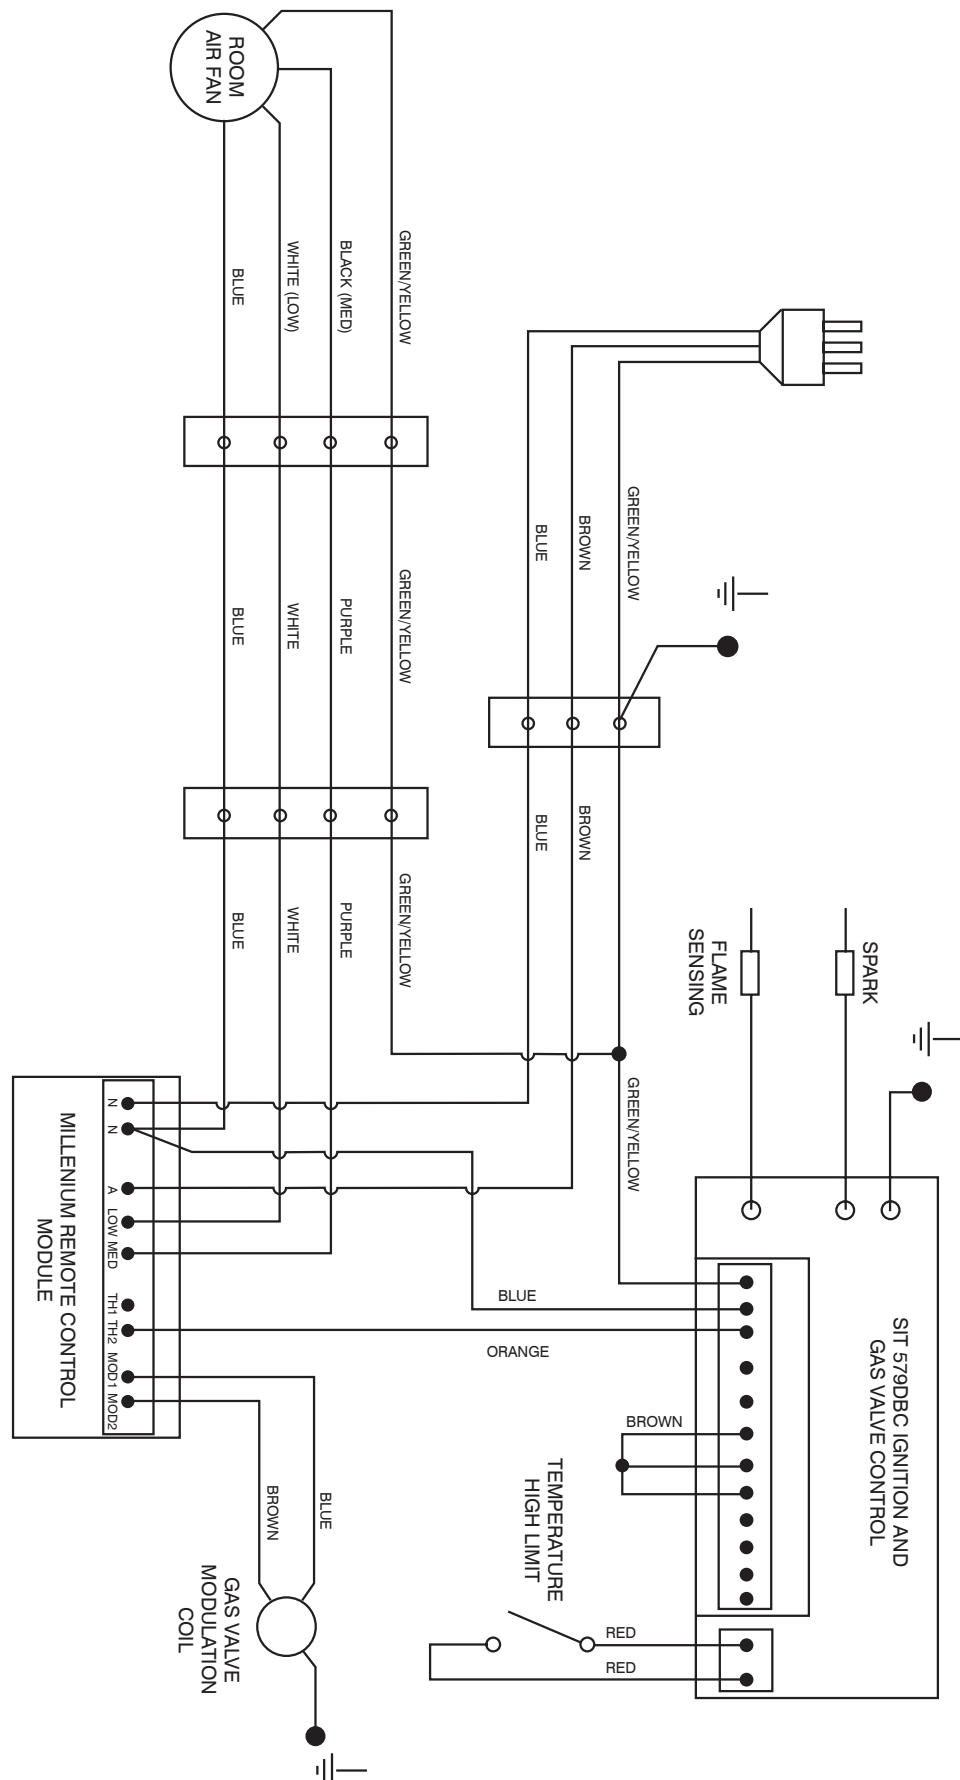 ROOM
AIR FAN
BLUE
WHITE (LOW)
BLACK (MED)
GREEN/YELLOW
BLUE
WHITE
PURPLE
GREEN/YELLOW
BLUE
WHITE
PURPLE
GREEN/YELLOW
BLUE
BROWN
GREEN/YELLOW
BLUE
BROWN
GREEN/YELLOW
FLAME
SENSING
SPARK
SIT 579DBC IGNITION AND
GAS VALVE CONTROL
MILLENIUM REMOTE CONTROL
MODULE
N
N
A
LOW
MED
TH1
TH2
MOD1
MOD2
BLUE
ORANGE
BROWN
TEMPERATURE
HIGH LIMIT
RED
RED
BLUE
BROWN
GAS VALVE
MODULATION
COIL